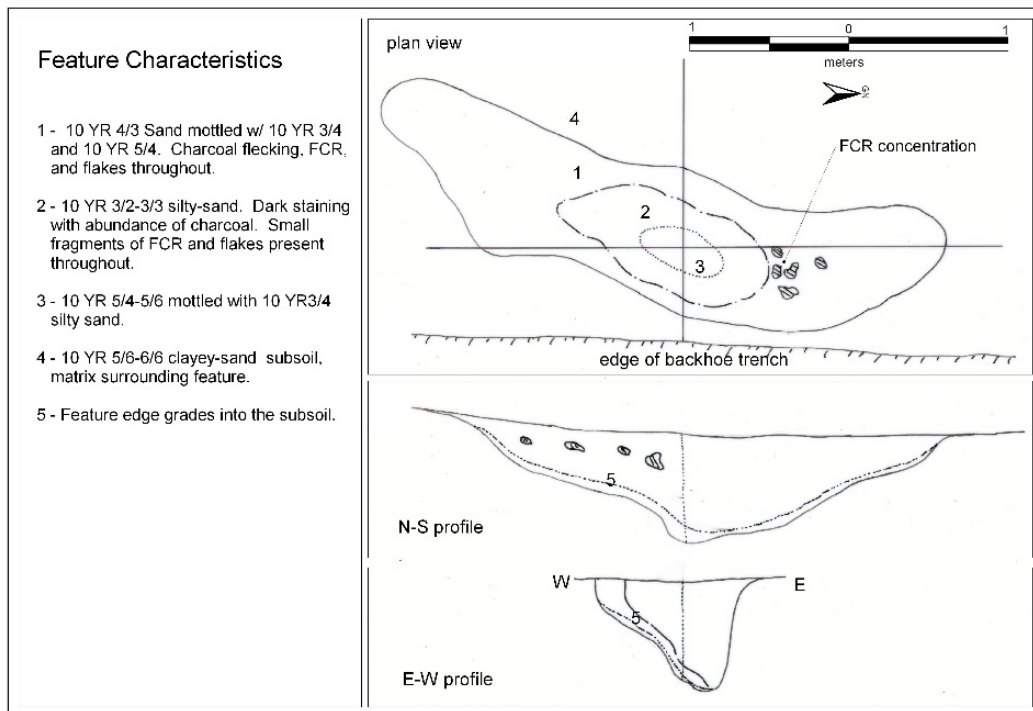 Feature Characteristics
1 - 10 YR 4/3 Sand mottled w/ 10 YR 3/4
and 10 YR 5/4. Charcoal flecking, FCR,
and flakes throughout.
2 - 10 YR 3/2-3/3 silty-sand. Dark staining
with abundance of charcoal. Small
fragments of FCR and flakes present
throughout.
3 - 10 YR 5/4-5/6 mottled with 10 YR3/4
silty sand.
4 - 10 YR 5/6-6/6 clayey-sand subsoil,
matrix surrounding feature.
5 - Feature edge grades into the subsoil.
plan view
1 0 1
meters
GN
4
FCR concentration
1
2
3
edge of backhoe trench
5
N-S profile
W E
5
E-W profile